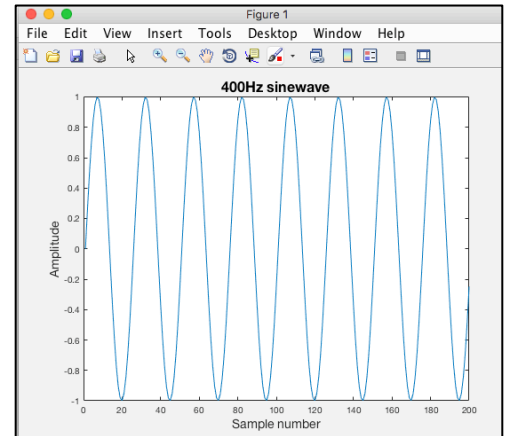 Figure 1
File Edit View Insert Tools Desktop Window Help
400Hz sinewave
1
0.8
0.6
0.4
0.2
0
-0.2
-0.4
-0.6
-0.8
-1
Amplitude
0 20 40 60 80 100 120 140 160 180 200
Sample number